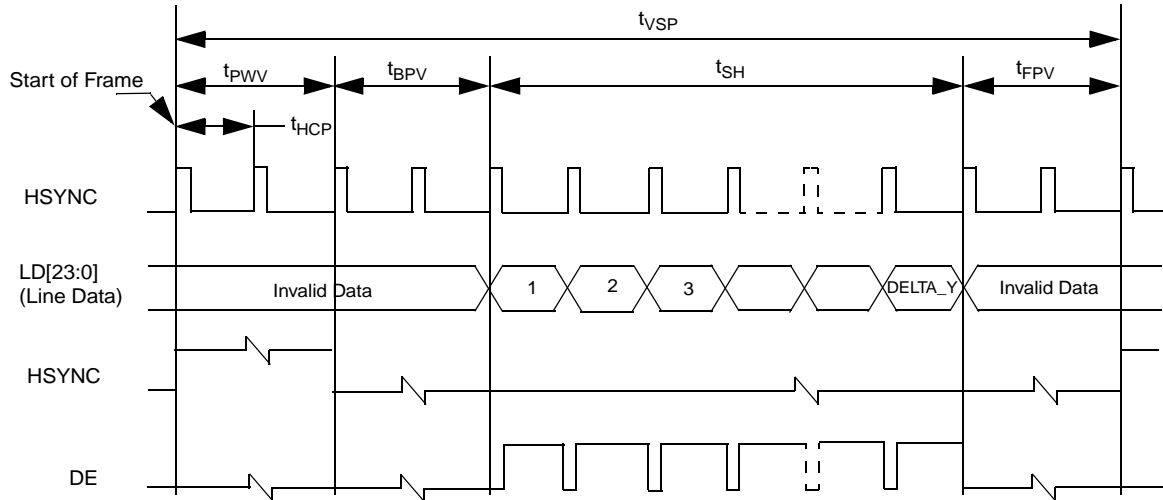 tVSP
Start of Frame
tPWV
tBPV
tSH
tFPV
tHCP
HSYNC
LD[23:0]
(Line Data)
Invalid Data
1
2
3
DELTA_Y
Invalid Data
HSYNC
DE